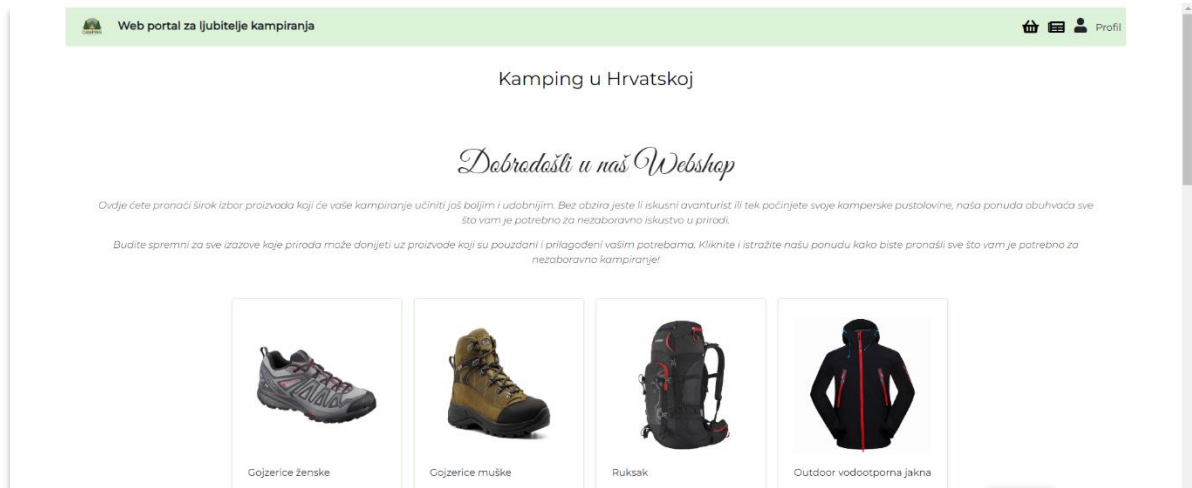 CAMPING
Web portal za ljubitelje kampiranja
Profil
Kamping u Hrvatskoj
Dobrodošli u naš Webshop
Ovdje ćete pronaći širok izbor proizvoda koji će vaše kampiranje učiniti još boljim i udobnijim. Bez obzira jeste li iskusni avanturist ili tek počinjete svoje kamperske pustolovine, naša ponuda obuhvaća sve
što vam je potrebno za nezaboravno iskustvo u prirodi.
Budite spremni za sve izazove koje priroda može donijeti uz proizvode koji su pouzdani i prilagođeni vašim potrebama. Kliknite i istražite našu ponudu kako biste pronašli sve što vam je potrebno za
nezaboravno kampiranje!
Gojzerice ženske
Gojzerice muške
Ruksak
Outdoor vodootporna jakna